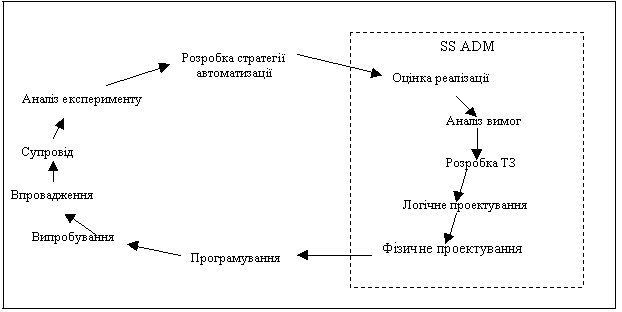 SS ADM
Розробка стратегії
автоматизації
Оцінка реалізації
Аналіз експерименту
Аналіз вимог
Супровід
Розробка ТЗ
Впровадження
Логічне проектування
Випробування
Фізичне проектування
Програмування